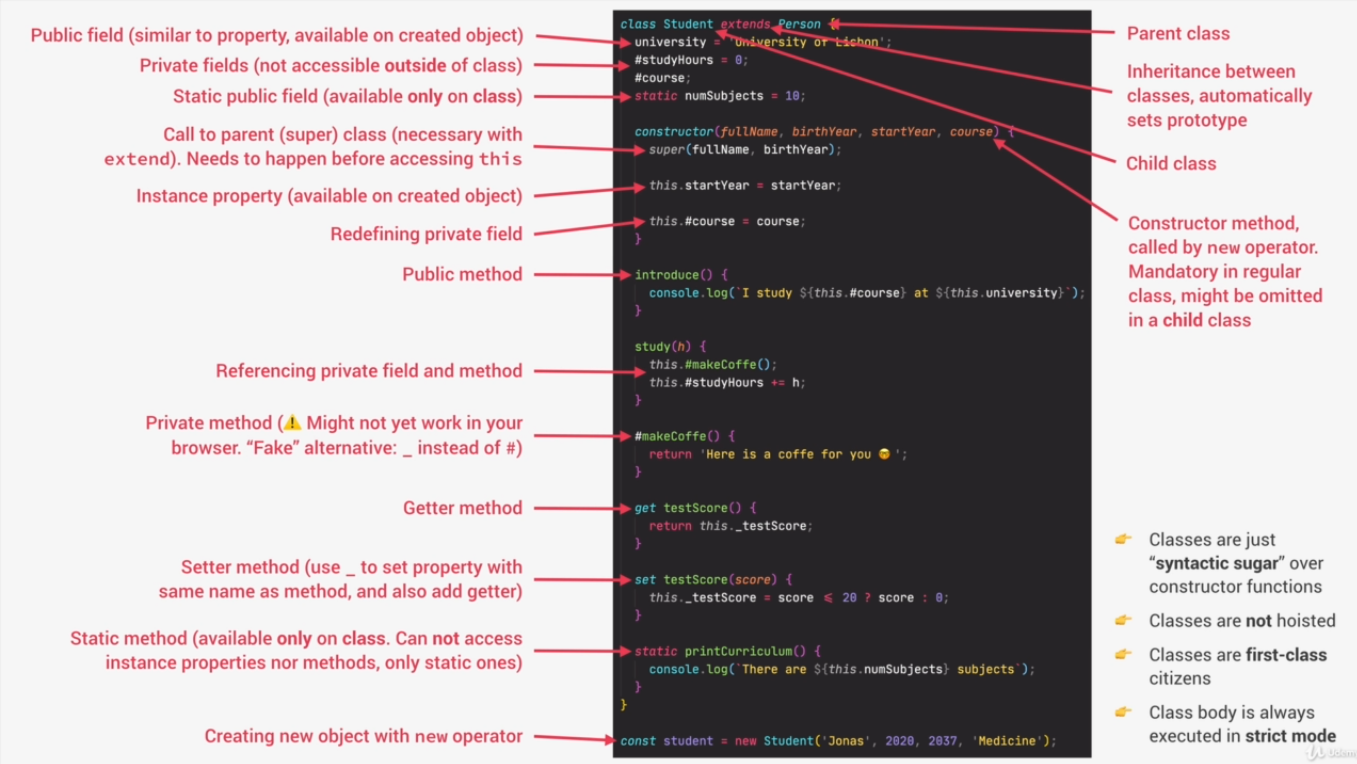 Public field (similar to property, available on created object)
Private fields (not accessible outside of class)
Static public field (available only on class)
Call to parent (super) class (necessary with
extend). Needs to happen before accessing this
Instance property (available on created object)
Redefining private field
Public method
Referencing private field and method
Private method (⚠️ Might not yet work in your
browser. “Fake” alternative: _ instead of #)
Getter method
Setter method (use _ to set property with
same name as method, and also add getter)
Static method (available only on class. Can not access
instance properties nor methods, only static ones)
Creating new object with new operator
class Student extends Person {
university = 'University of Lisbon';
#studyHours = 0;
#course;
static numSubjects = 10;
constructor(fullName, birthYear, startYear, course) {
super(fullName, birthYear);
this.startYear = startYear;
this.#course = course;
}
introduce() {
console.log(`I study ${this.#course} at ${this.university}`);
}
study(h) {
this.#makeCoffe();
this.#studyHours += h;
}
#makeCoffe() {
return 'Here is a coffe for you 🤓';
}
get testScore() {
return this._testScore;
}
set testScore(score) {
this._testScore = score ⩽ 20 ? score : 0;
}
static printCurriculum() {
console.log(`There are ${this.numSubjects} subjects`);
}
}
const student = new Student('Jonas', 2020, 2037, 'Medicine');
Parent class
Inheritance between
classes, automatically
sets prototype
Child class
Constructor method,
called by new operator.
Mandatory in regular
class, might be omitted
in a child class
👉 Classes are just
“syntactic sugar” over
constructor functions
👉 Classes are not hoisted
👉 Classes are first-class
citizens
👉 Class body is always
executed in strict mode
Udemy